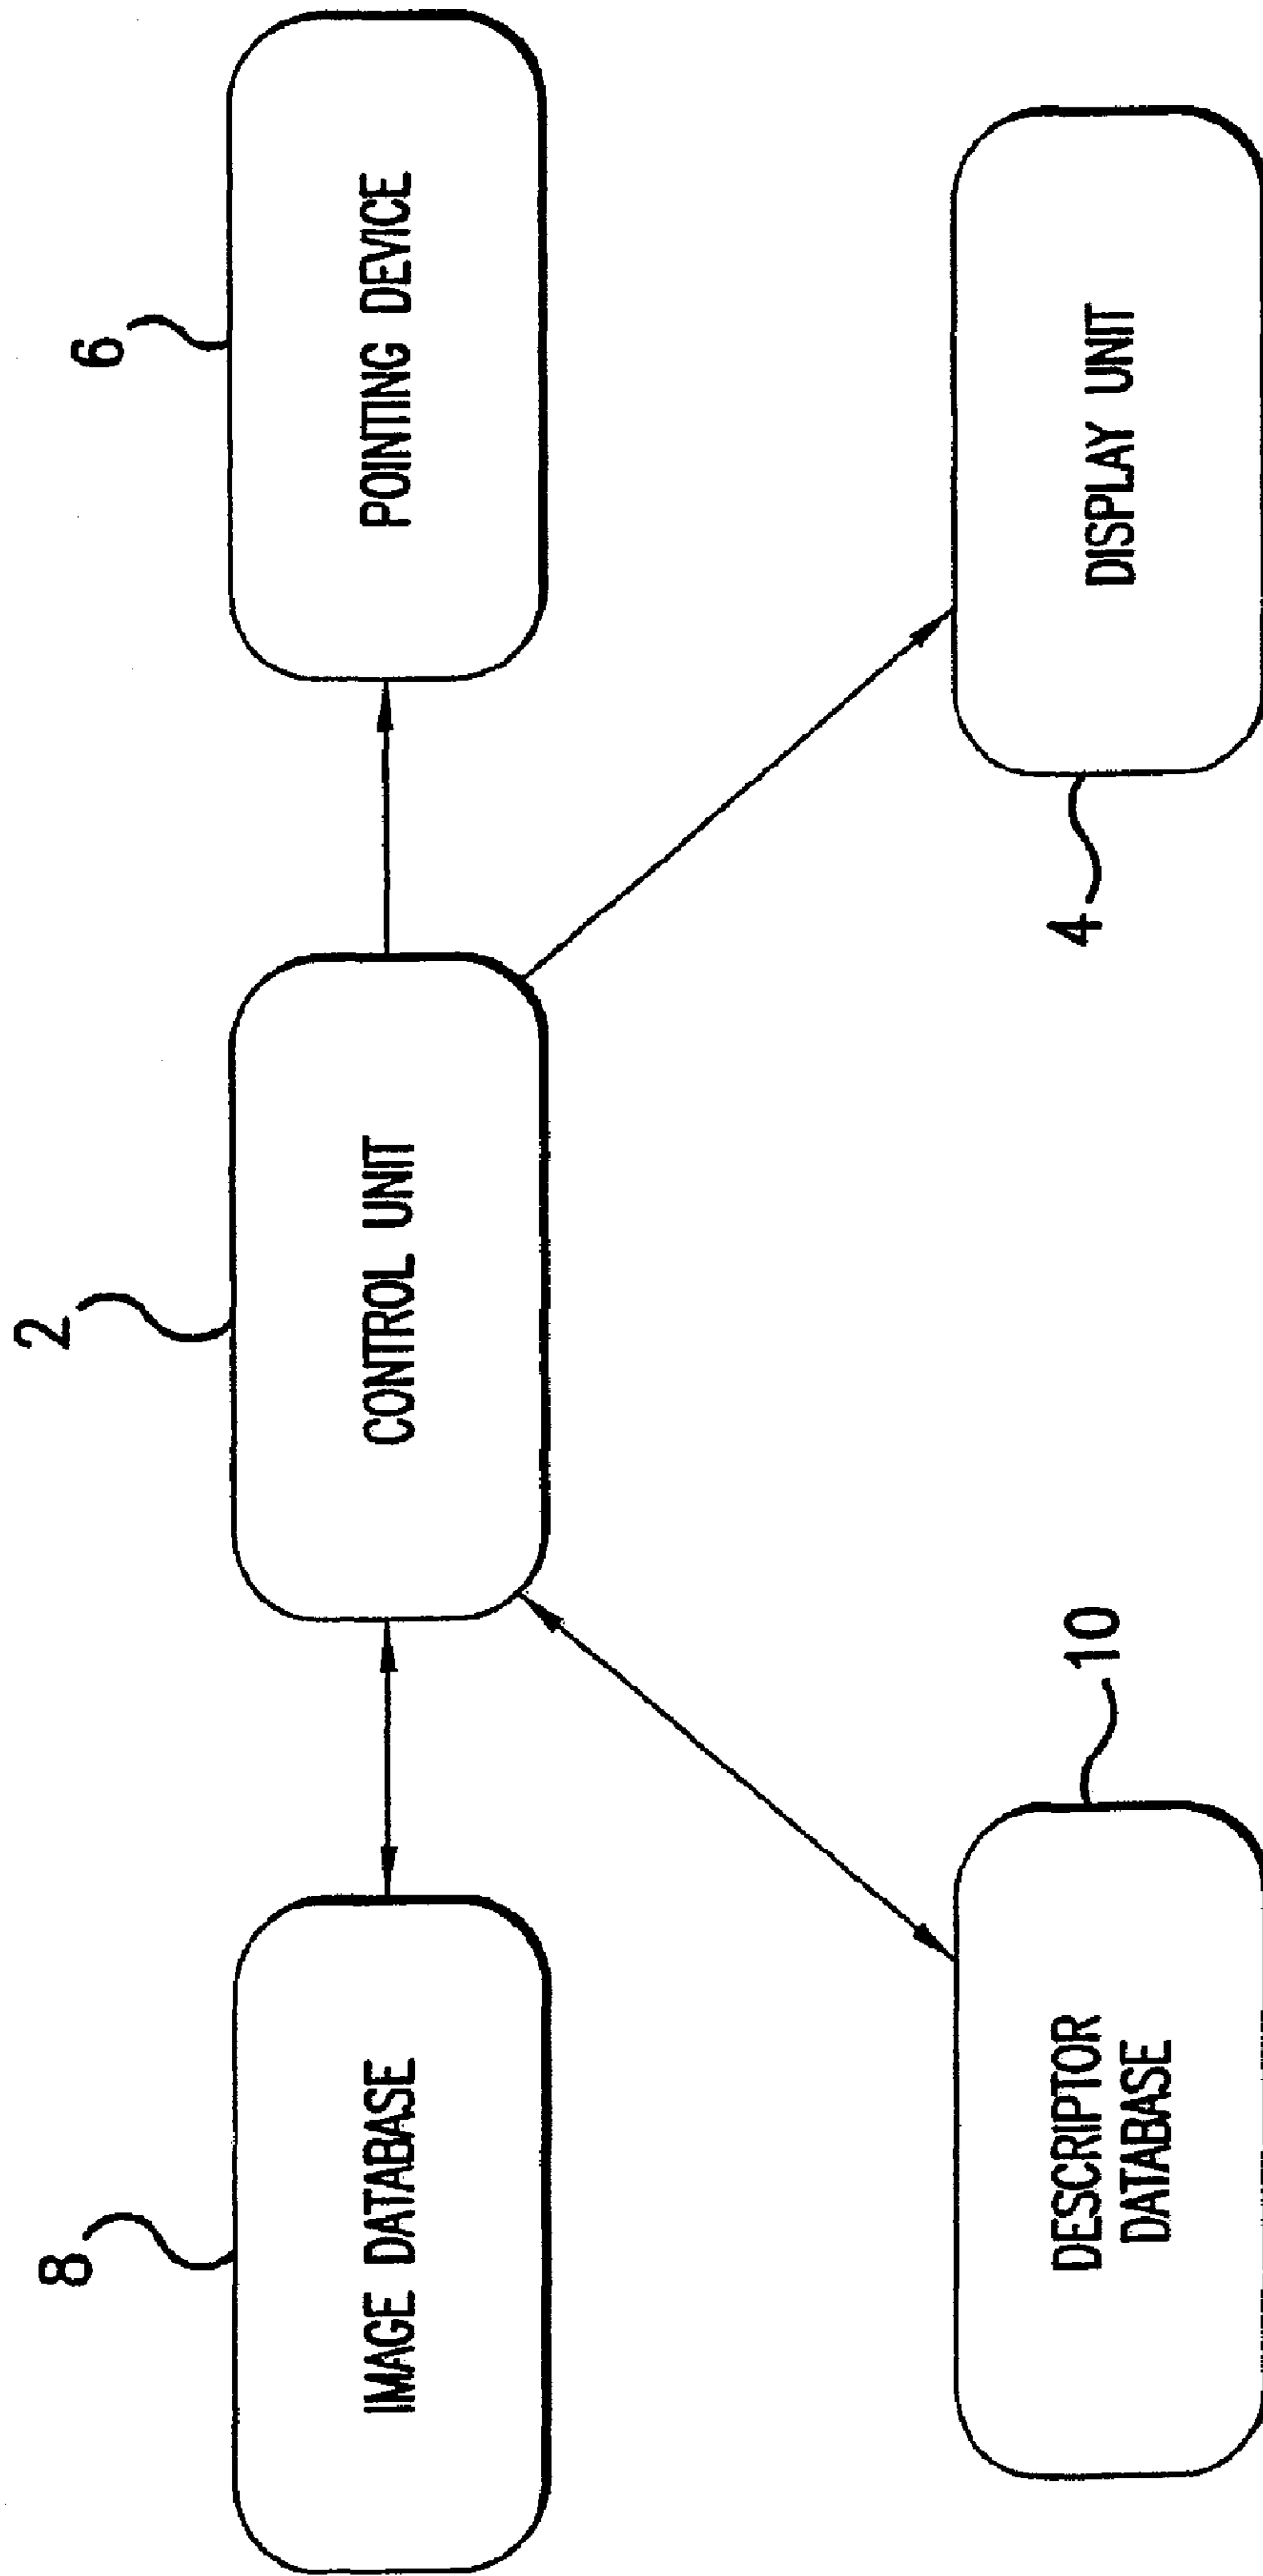 8
IMAGE DATABASE
2
CONTROL UNIT
6
POINTING DEVICE
DESCRIPTOR
DATABASE
10
4
DISPLAY UNIT